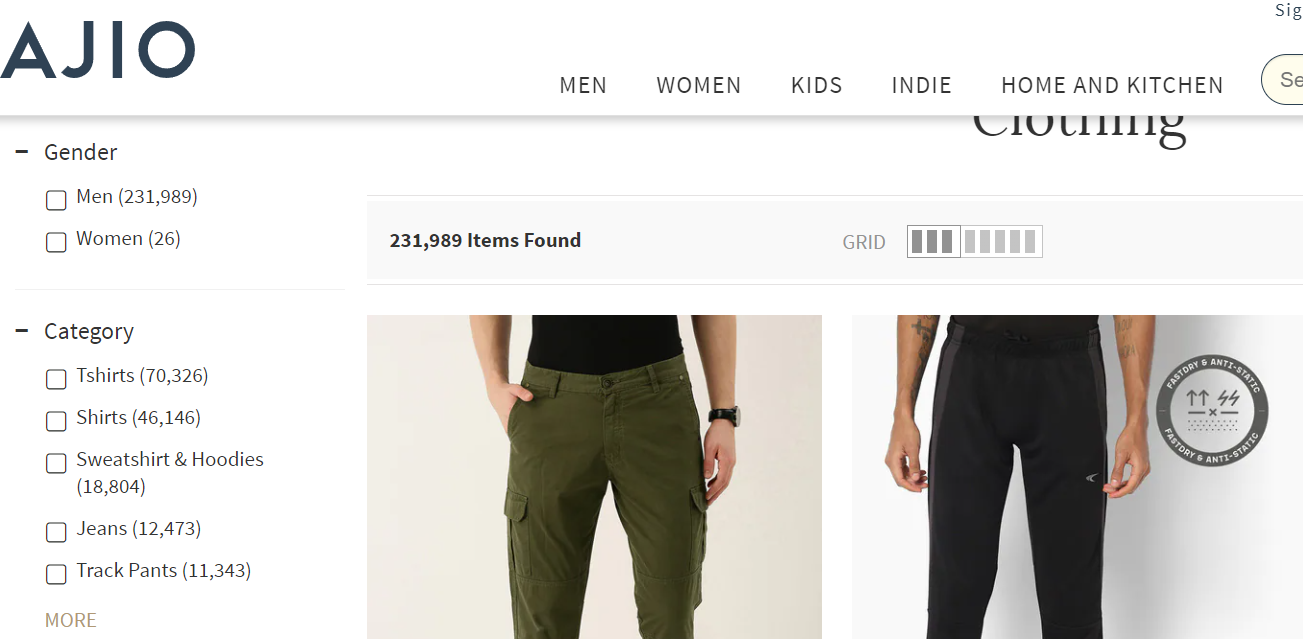 Sig
AJIO
MEN WOMEN KIDS INDIE HOME AND KITCHEN Se
Clothing
Gender
Men (231,989)
Women (26)
231,989 Items Found GRID
Category
Tshirts (70,326)
Shirts (46,146)
Sweatshirt & Hoodies
(18,804)
Jeans (12,473)
Track Pants (11,343)
MORE
FASTDRY & ANTI-STATIC
FASTDRY & ANTI-STATIC